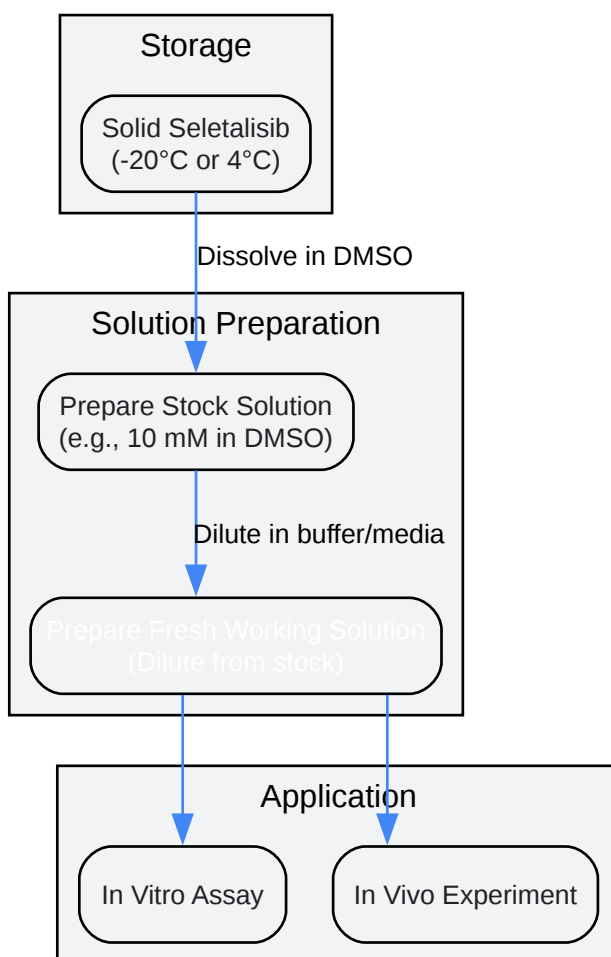 Storage
Solid Seletalisib
(-20°C or 4°C)
Dissolve in DMSO
Solution Preparation
Prepare Stock Solution
(e.g., 10 mM in DMSO)
Dilute in buffer/media
Prepare Fresh Working Solution
(Dilute from stock)
Application
In Vitro Assay
In Vivo Experiment